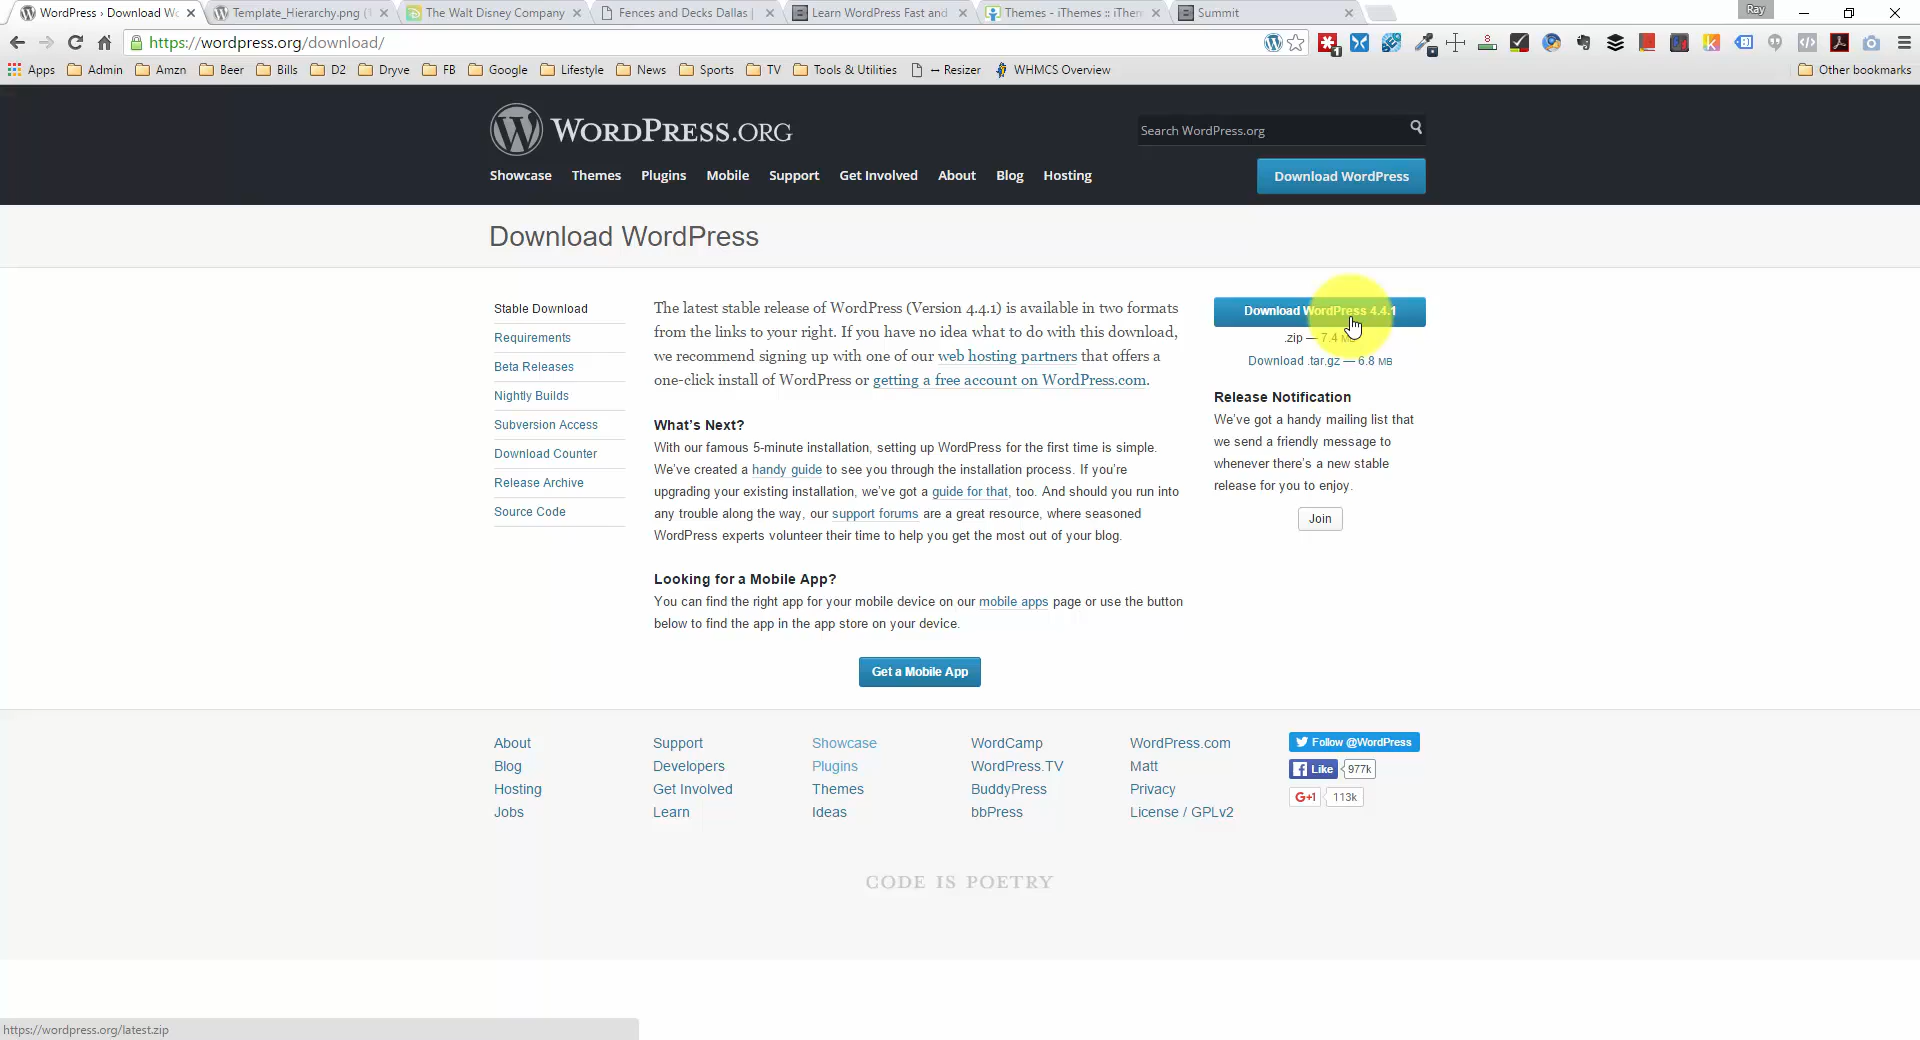 WordPress › Download Wo
Template_Hierarchy.png (
The Walt Disney Company
Fences and Decks Dallas |
Learn WordPress Fast and
Themes - iThemes :: iThem
Summit
Ray
https://wordpress.org/download/
Apps
Admin
Amzn
Beer
Bills
D2
Dryve
FB
Google
Lifestyle
News
Sports
TV
Tools & Utilities
↔ Resizer
WHMCS Overview
Other bookmarks
WORDPRESS.ORG
Search WordPress.org
Showcase
Themes
Plugins
Mobile
Support
Get Involved
About
Blog
Hosting
Download WordPress
Download WordPress
Stable Download
Requirements
Beta Releases
Nightly Builds
Subversion Access
Download Counter
Release Archive
Source Code
The latest stable release of WordPress (Version 4.4.1) is available in two formats
from the links to your right. If you have no idea what to do with this download,
we recommend signing up with one of our web hosting partners that offers a
one-click install of WordPress or getting a free account on WordPress.com.
What's Next?
With our famous 5-minute installation, setting up WordPress for the first time is simple.
We've created a handy guide to see you through the installation process. If you're
upgrading your existing installation, we've got a guide for that, too. And should you run into
any trouble along the way, our support forums are a great resource, where seasoned
WordPress experts volunteer their time to help you get the most out of your blog.
Looking for a Mobile App?
You can find the right app for your mobile device on our mobile apps page or use the button
below to find the app in the app store on your device.
Get a Mobile App
Download WordPress 4.4.1
.zip — 7.4 MB
Download .tar.gz — 6.8 MB
Release Notification
We've got a handy mailing list that
we send a friendly message to
whenever there's a new stable
release for you to enjoy.
Join
About
Blog
Hosting
Jobs
Support
Developers
Get Involved
Learn
Showcase
Plugins
Themes
Ideas
WordCamp
WordPress.TV
BuddyPress
bbPress
WordPress.com
Matt
Privacy
License / GPLv2
Follow @WordPress
Like 977k
G+1 113k
CODE IS POETRY
https://wordpress.org/latest.zip